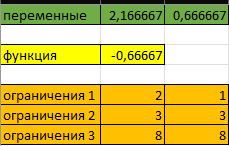 переменные 2,166667 0,666667
функция -0,66667
ограничения 1 2 1
ограничения 2 3 3
ограничения 3 8 8